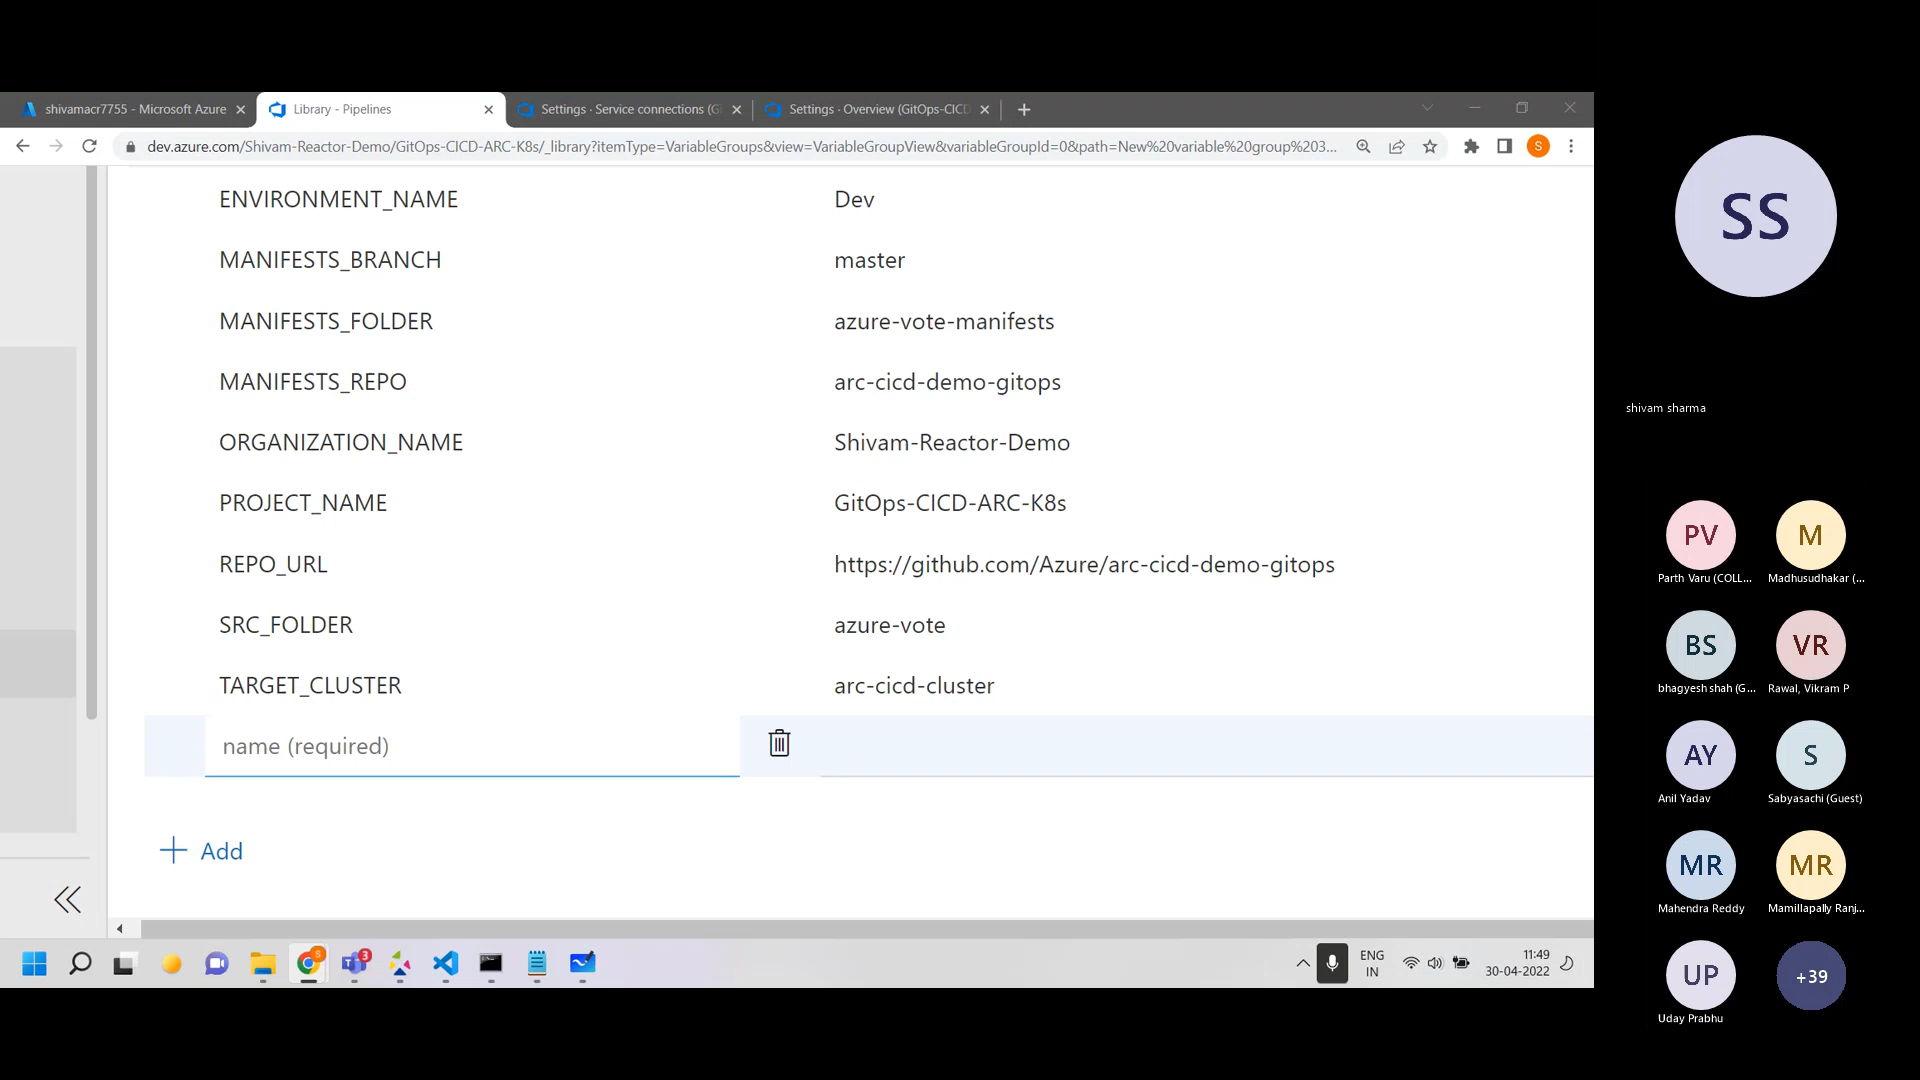 shivamacr7755 - Microsoft Azure
Library - Pipelines
Settings · Service connections (Gi
Settings · Overview (GitOps-CICD
dev.azure.com/Shivam-Reactor-Demo/GitOps-CICD-ARC-K8s/_library?itemType=VariableGroups&view=VariableGroupView&variableGroupId=0&path=New%20variable%20group%203...
S
ENVIRONMENT_NAME Dev
MANIFESTS_BRANCH master
MANIFESTS_FOLDER azure-vote-manifests
MANIFESTS_REPO arc-cicd-demo-gitops
ORGANIZATION_NAME Shivam-Reactor-Demo
PROJECT_NAME GitOps-CICD-ARC-K8s
REPO_URL https://github.com/Azure/arc-cicd-demo-gitops
SRC_FOLDER azure-vote
TARGET_CLUSTER arc-cicd-cluster
name (required)
Add
S
3
ENG
IN
11:49
30-04-2022
SS
shivam sharma
PV M
Parth Varu (COLL... Madhusudhakar (...
BS VR
bhagyesh shah (G... Rawal, Vikram P
AY S
Anil Yadav Sabyasachi (Guest)
MR MR
Mahendra Reddy Mamillapally Ranj...
UP +39
Uday Prabhu